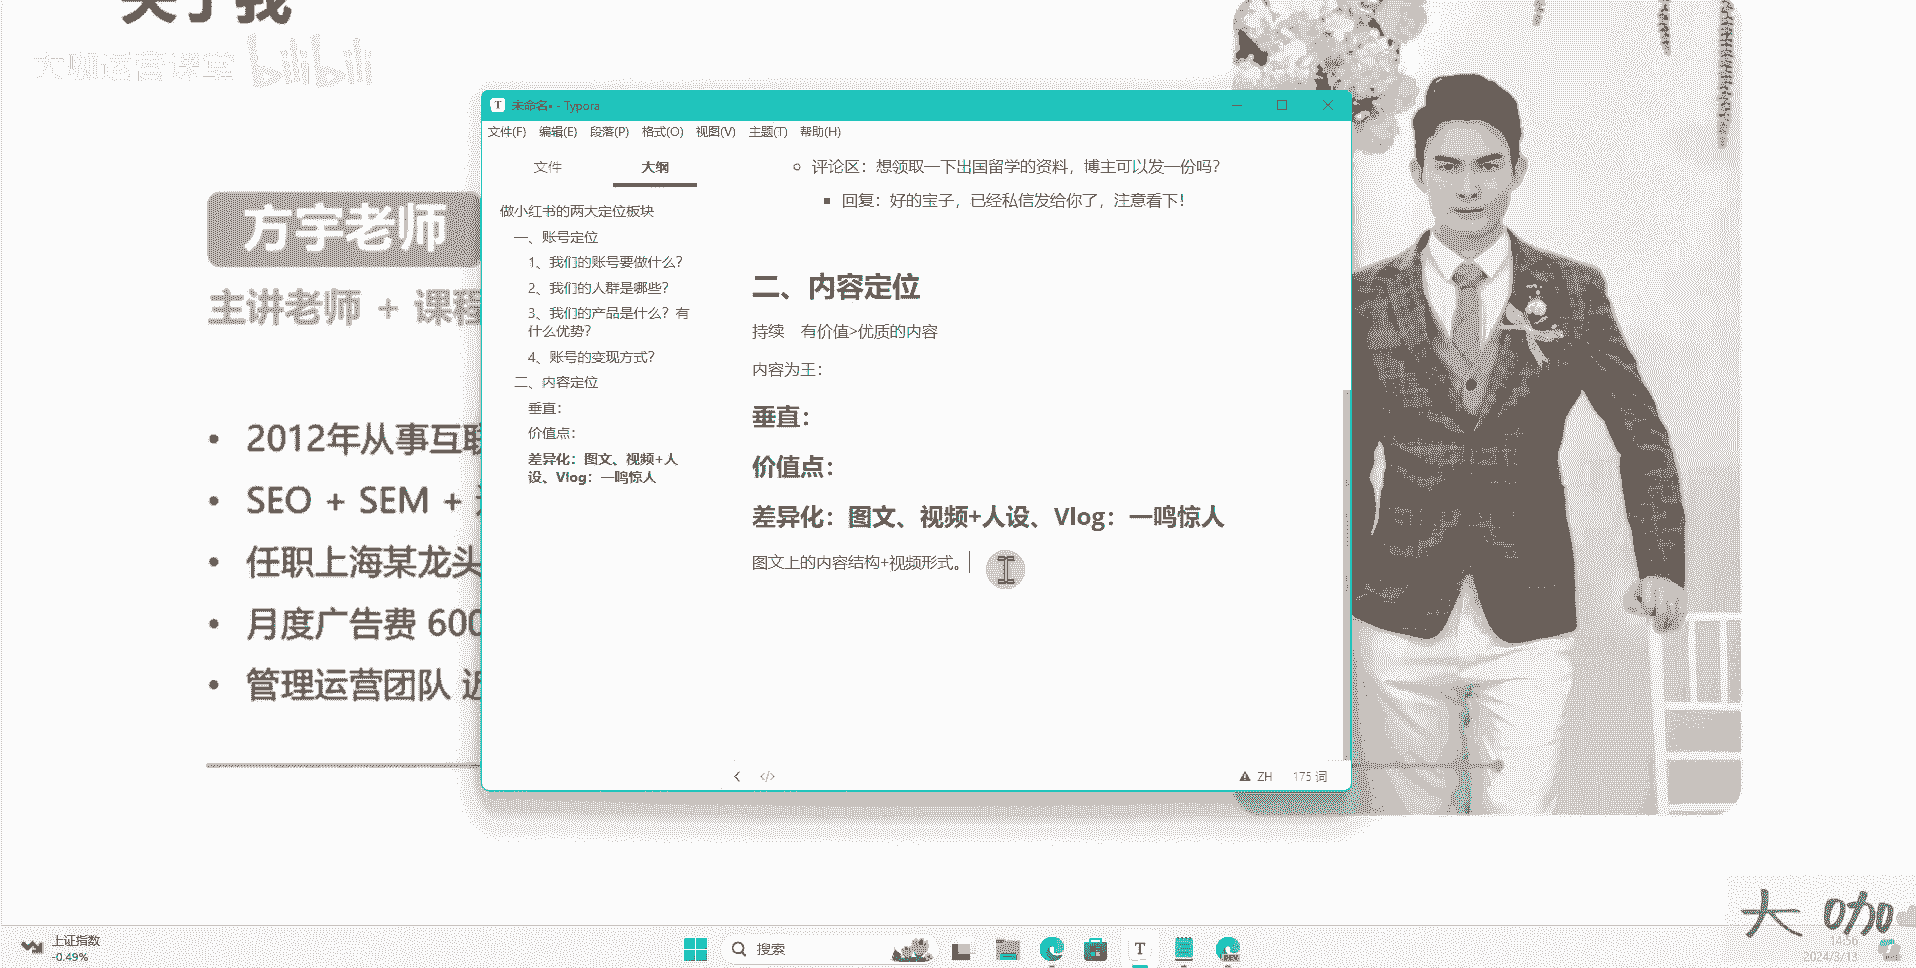 关于我
大咖运营课堂 bilibili
方宇老师
主讲老师 + 课程
2012年从事互联
SEO + SEM +
任职上海某龙头
月度广告费 600
管理运营团队 近
未命名• - Typora
文件(F) 编辑(E) 段落(P) 格式(O) 视图(V) 主题(T) 帮助(H)
文件 大纲
做小红书的两大定位板块
一、账号定位
1、我们的账号要做什么？
2、我们的人群是哪些？
3、我们的产品是什么？有
什么优势？
4、账号的变现方式？
二、内容定位
垂直：
价值点：
差异化：图文、视频+人
设、Vlog：一鸣惊人
评论区：想领取一下出国留学的资料，博主可以发一份吗？
回复：好的宝子，已经私信发给你了，注意看下！
二、内容定位
持续 有价值>优质的内容
内容为王：
垂直：
价值点：
差异化：图文、视频+人设、Vlog：一鸣惊人
图文上的内容结构+视频形式。
</> ZH 175 词
大咖
上证指数
-0.49%
搜索
T
DEV
14:56
2024/3/13